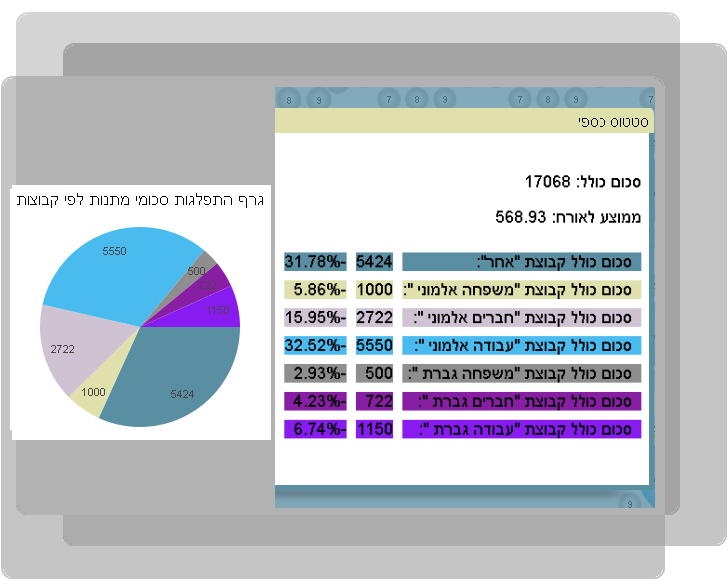 סטטוס כספי
סכום כולל: 17068
ממוצע לאורח: 568.93
סכום כולל קבוצת "אחר": 5424 -31.78%
סכום כולל קבוצת "משפחה אלמוני ": 1000 -5.86%
סכום כולל קבוצת "חברים אלמוני ": 2722 -15.95%
סכום כולל קבוצת "עבודה אלמוני ": 5550 -32.52%
סכום כולל קבוצת "משפחה גברת ": 500 -2.93%
סכום כולל קבוצת "חברים גברת ": 722 -4.23%
סכום כולל קבוצת "עבודה גברת ": 1150 -6.74%
גרף התפלגות סכומי מתנות לפי קבוצות
5550
500
722
1150
2722
1000
5424
8 9 7 8 9 7 8 9 7
9